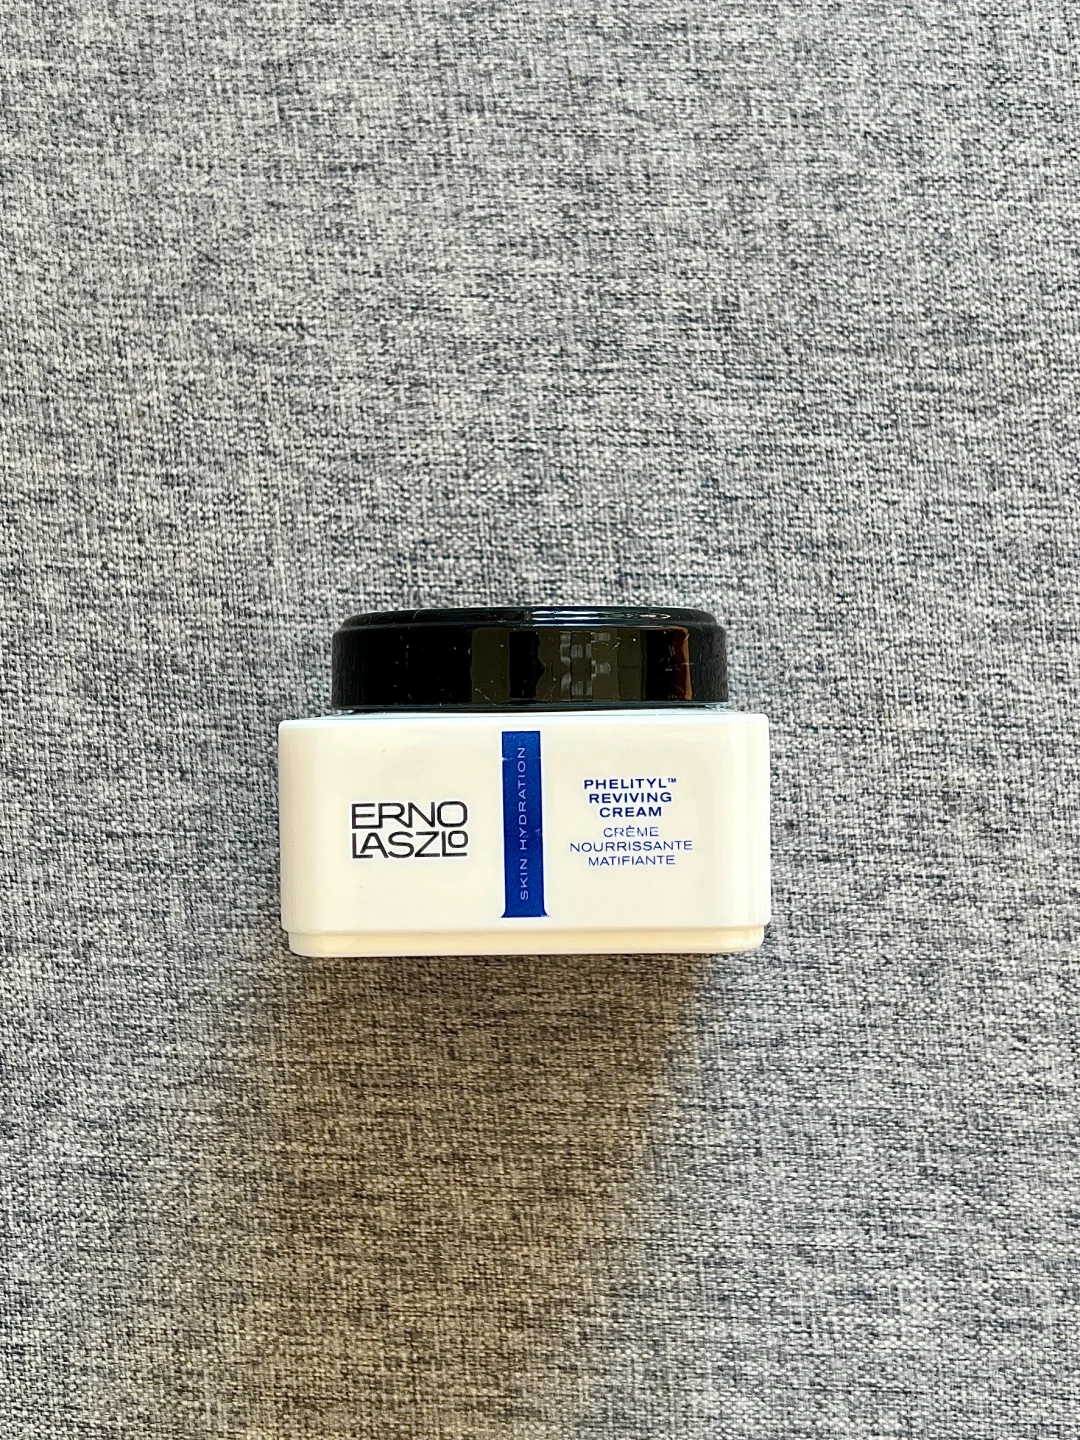 ERNO
LASZLO
SKIN HYDRATION
PHELITYL™
REVIVING
CREAM
CRÈME
NOURRISSANTE
MATIFIANTE